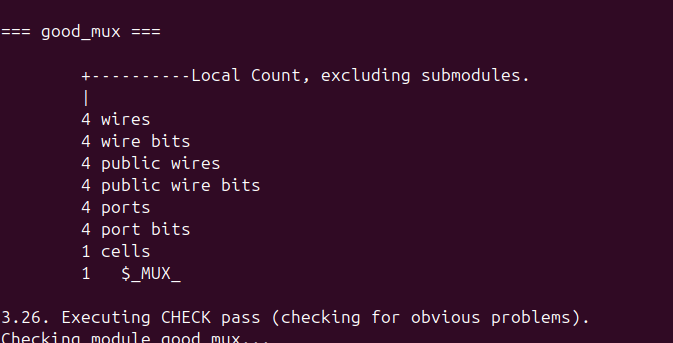 === good_mux ===
+----------Local Count, excluding submodules.
|
4 wires
4 wire bits
4 public wires
4 public wire bits
4 ports
4 port bits
1 cells
1   $_MUX_
3.26. Executing CHECK pass (checking for obvious problems).
Checking module good_mux...